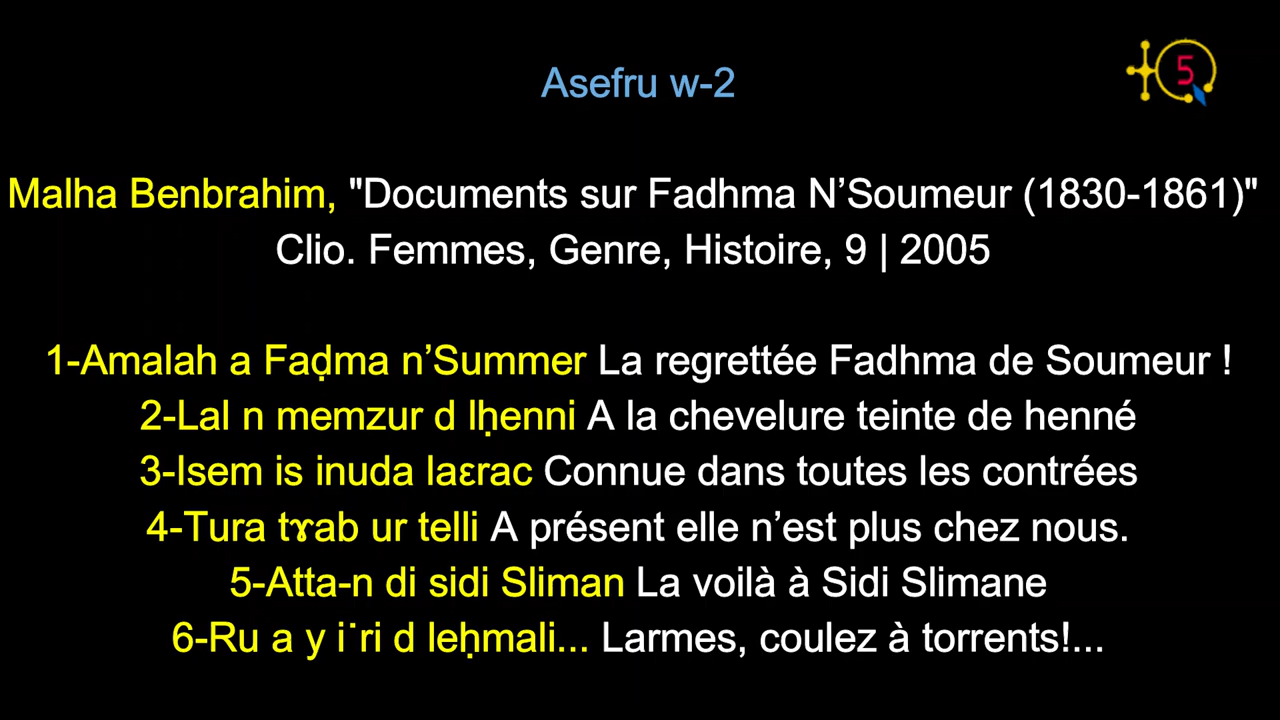 Asefru w-2
5
Malha Benbrahim, "Documents sur Fadhma N’Soumeur (1830-1861)"
Clio. Femmes, Genre, Histoire, 9 | 2005
1-Amalah a Faḍma n’Summer La regrettée Fadhma de Soumeur !
2-Lal n memzur d lḥenni A la chevelure teinte de henné
3-Isem is inuda laɛrac Connue dans toutes les contrées
4-Tura tɤab ur telli A présent elle n’est plus chez nous.
5-Atta-n di sidi Sliman La voilà à Sidi Slimane
6-Ru a y i˙ri d leḥmali... Larmes, coulez à torrents!...